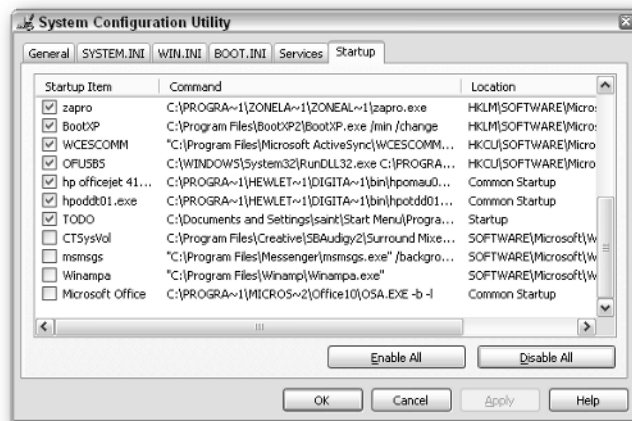 System Configuration Utility
General SYSTEM.INI WIN.INI BOOT.INI Services Startup
Startup Item Command Location
zapro C:\PROGRA~1\ZONELA~1\ZONEAL~1\zapro.exe HKLM\SOFTWARE\Micro
BootXP C:\Program Files\BootXP2\BootXP.exe /min /change HKLM\SOFTWARE\Micro
WCESCOMM "C:\Program Files\Microsoft ActiveSync\WCESCOMM... HKCU\SOFTWARE\Micro
OFUSBS C:\WINDOWS\System32\RunDLL32.exe C:\PROGRA... HKCU\SOFTWARE\Micro
hp officejet 41... C:\PROGRA~1\HEWLET~1\DIGITA~1\bin\hpomau0... Common Startup
hpoddt01.exe C:\PROGRA~1\HEWLET~1\DIGITA~1\bin\hpotdd01... Common Startup
TODO C:\Documents and Settings\saint\Start Menu\Progra... Startup
CTSysVol C:\Program Files\Creative\SBAudigy2\Surround Mixe... SOFTWARE\Microsoft\W
msmsgs "C:\Program Files\Messenger\msmsgs.exe" /backgro... SOFTWARE\Microsoft\W
Winampa "C:\Program Files\Winamp\Winampa.exe" SOFTWARE\Microsoft\W
Microsoft Office C:\PROGRA~1\MICROS~2\Office10\OSA.EXE -b -l Common Startup
Enable All Disable All
OK Cancel Apply Help